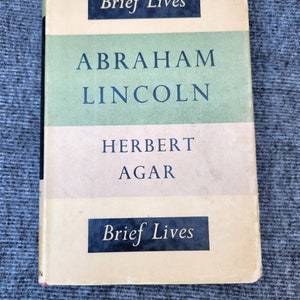 Brief Lives
ABRAHAM
LINCOLN
HERBERT
AGAR
Brief Lives